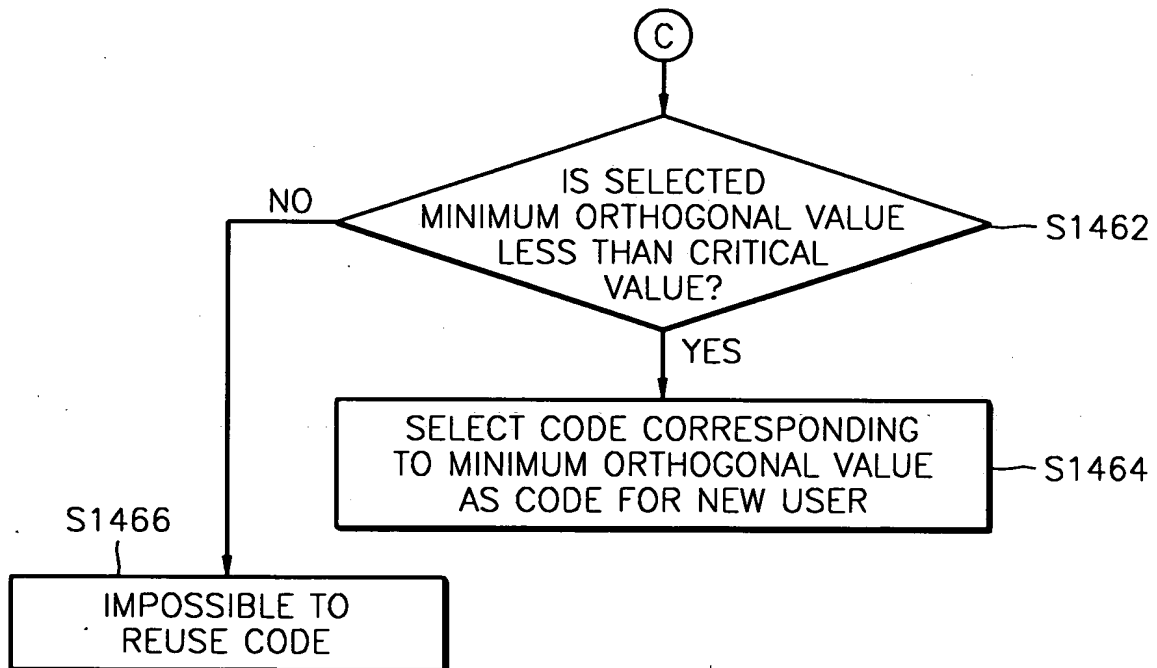 C
IS SELECTED
MINIMUM ORTHOGONAL VALUE
LESS THAN CRITICAL
VALUE?
S1462
NO
YES
SELECT CODE CORRESPONDING
TO MINIMUM ORTHOGONAL VALUE
AS CODE FOR NEW USER
S1464
S1466
IMPOSSIBLE TO
REUSE CODE